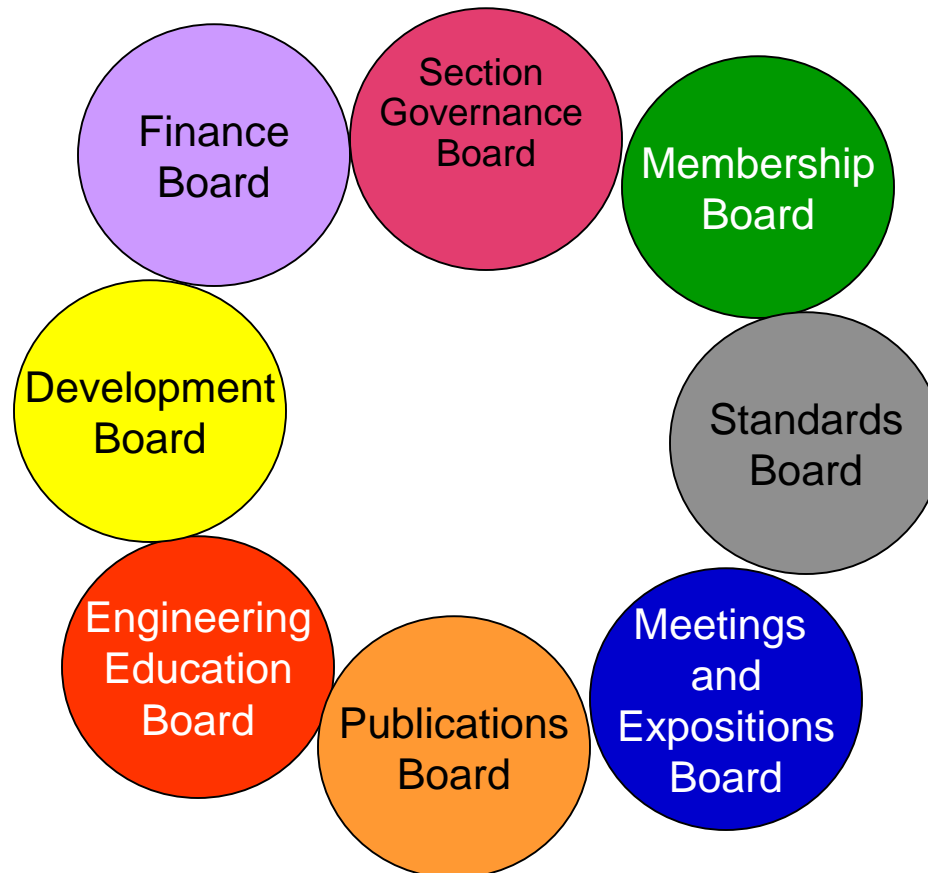 Section
Governance
Board
Finance
Board
Membership
Board
Development
Board
Standards
Board
Engineering
Education
Board
Meetings
and
Expositions
Board
Publications
Board